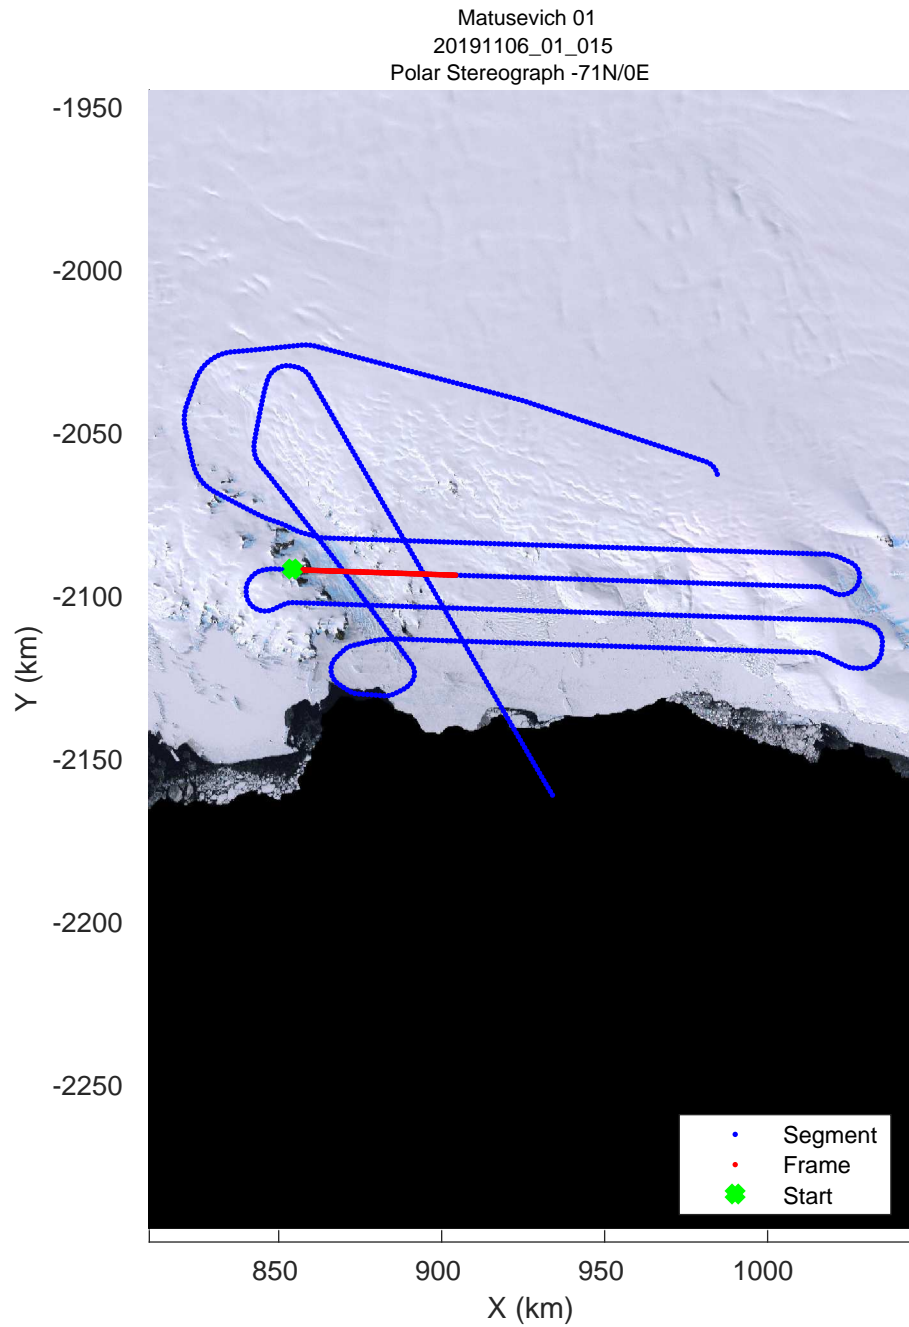 Matusevich 01
20191106_01_015
Polar Stereograph -71N/0E
-1950
-2000
-2050
-2100
-2150
-2200
-2250
Y (km)
Segment
Frame
Start
850
900
950
1000
X (km)